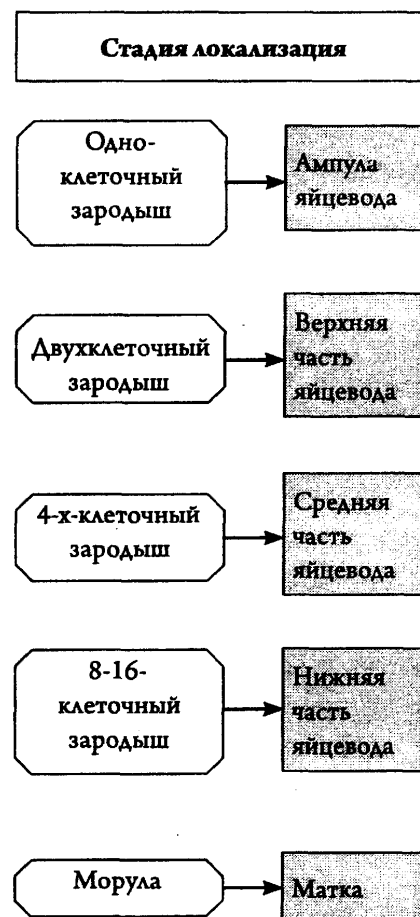 Стадия локализация
Одно-
клеточный
зародыш
Ампула
яйцевода
Двухклеточный
зародыш
Верхняя
часть
яйцевода
4-х-клеточный
зародыш
Средняя
часть
яйцевода
8-16-
клеточный
зародыш
Нижняя
часть
яйцевода
Морула
Матка